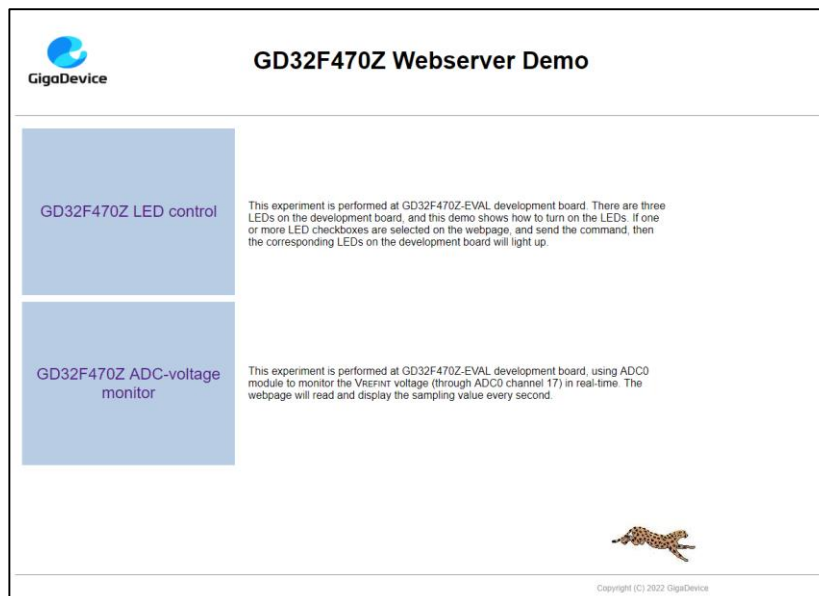 GigaDevice
GD32F470Z Webserver Demo
GD32F470Z LED control
This experiment is performed at GD32F470Z-EVAL development board. There are three
LEDs on the development board, and this demo shows how to turn on the LEDs. If one
or more LED checkboxes are selected on the webpage, and send the command, then
the corresponding LEDs on the development board will light up.
GD32F470Z ADC-voltage
monitor
This experiment is performed at GD32F470Z-EVAL development board, using ADC0
module to monitor the VREFINT voltage (through ADC0 channel 17) in real-time. The
webpage will read and display the sampling value every second.
Copyright (C) 2022 GigaDevice